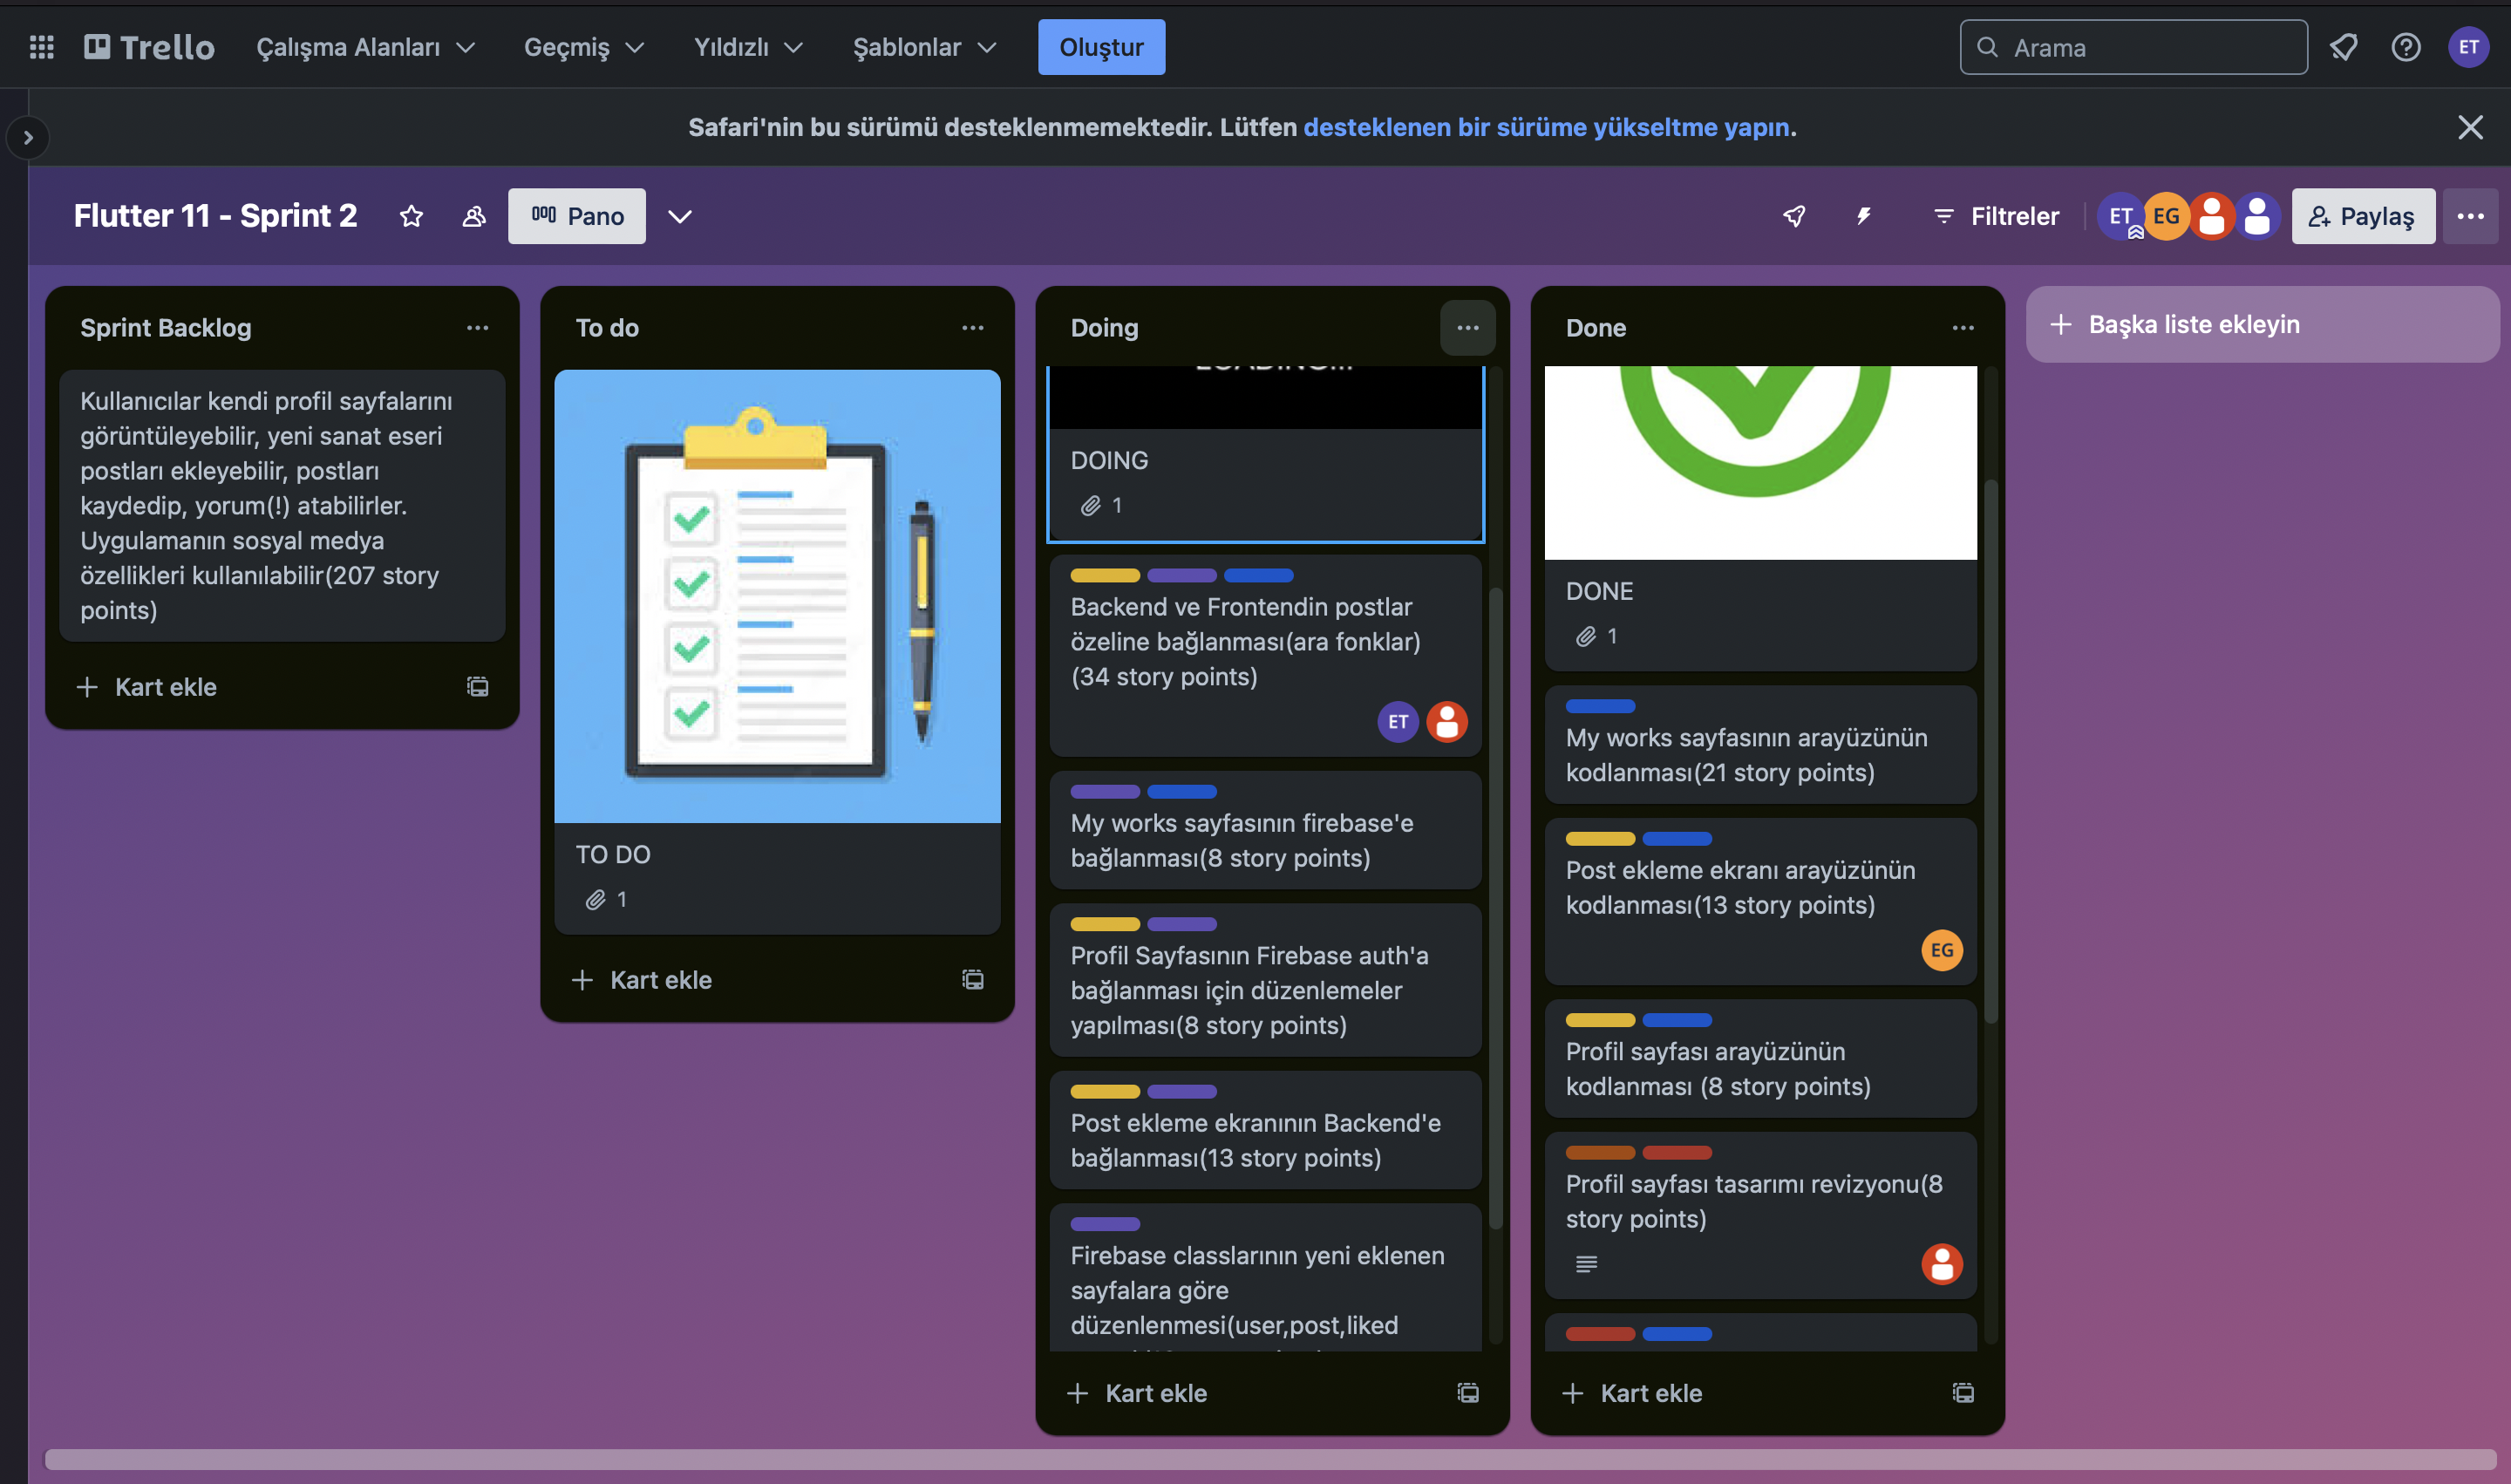 Trello
Çalışma Alanları
Geçmiş
Yıldızlı
Şablonlar
Oluştur
Arama
ET
Safari'nin bu sürümü desteklenmemektedir. Lütfen desteklenen bir sürüme yükseltme yapın.
Flutter 11 - Sprint 2
Pano
Filtreler
ET
EG
Paylaş
Sprint Backlog
Kullanıcılar kendi profil sayfalarını
görüntüleyebilir, yeni sanat eseri
postları ekleyebilir, postları
kaydedip, yorum(!) atabilirler.
Uygulamanın sosyal medya
özellikleri kullanılabilir(207 story
points)
Kart ekle
To do
TO DO
1
Kart ekle
Doing
LOADING...
DOING
1
Backend ve Frontendin postlar
özeline bağlanması(ara fonklar)
(34 story points)
ET
My works sayfasının firebase'e
bağlanması(8 story points)
Profil Sayfasının Firebase auth'a
bağlanması için düzenlemeler
yapılması(8 story points)
Post ekleme ekranının Backend'e
bağlanması(13 story points)
Firebase classlarının yeni eklenen
sayfalara göre
düzenlenmesi(user,post,liked
Kart ekle
Done
DONE
1
My works sayfasının arayüzünün
kodlanması(21 story points)
Post ekleme ekranı arayüzünün
kodlanması(13 story points)
EG
Profil sayfası arayüzünün
kodlanması (8 story points)
Profil sayfası tasarımı revizyonu(8
story points)
Kart ekle
Başka liste ekleyin